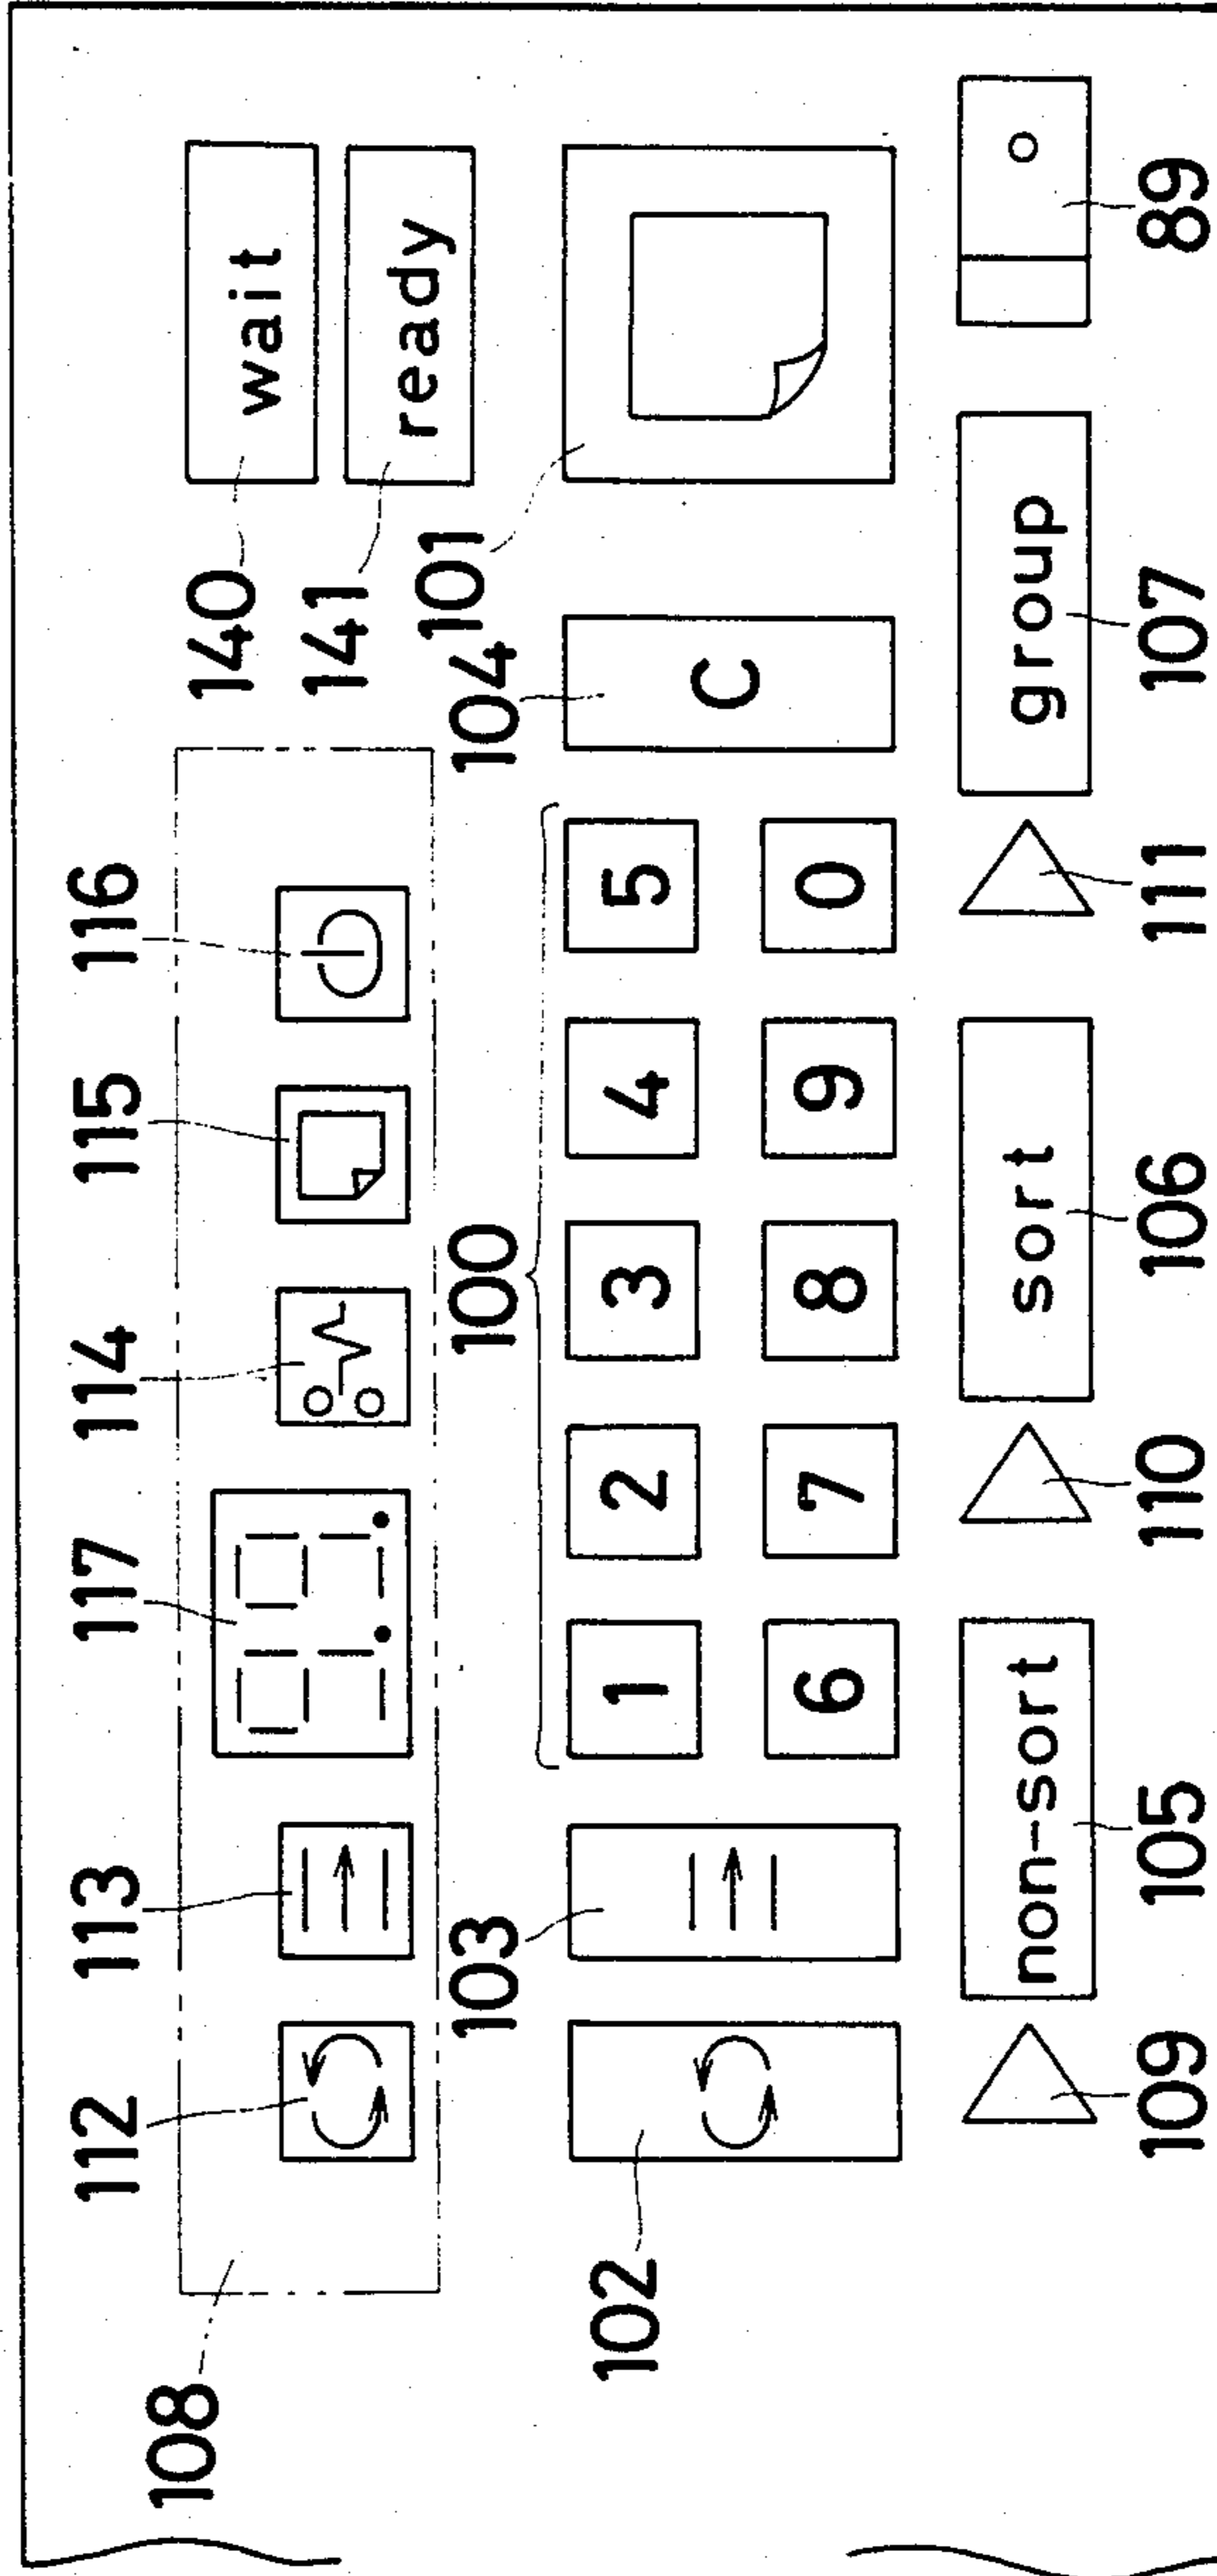 112 113 117 114 115 116
108
140 wait
141 ready
102 103 100 104 101
1 2 3 4 5 C
6 7 8 9 0
non-sort sort group
109 105 110 106 111 107 89